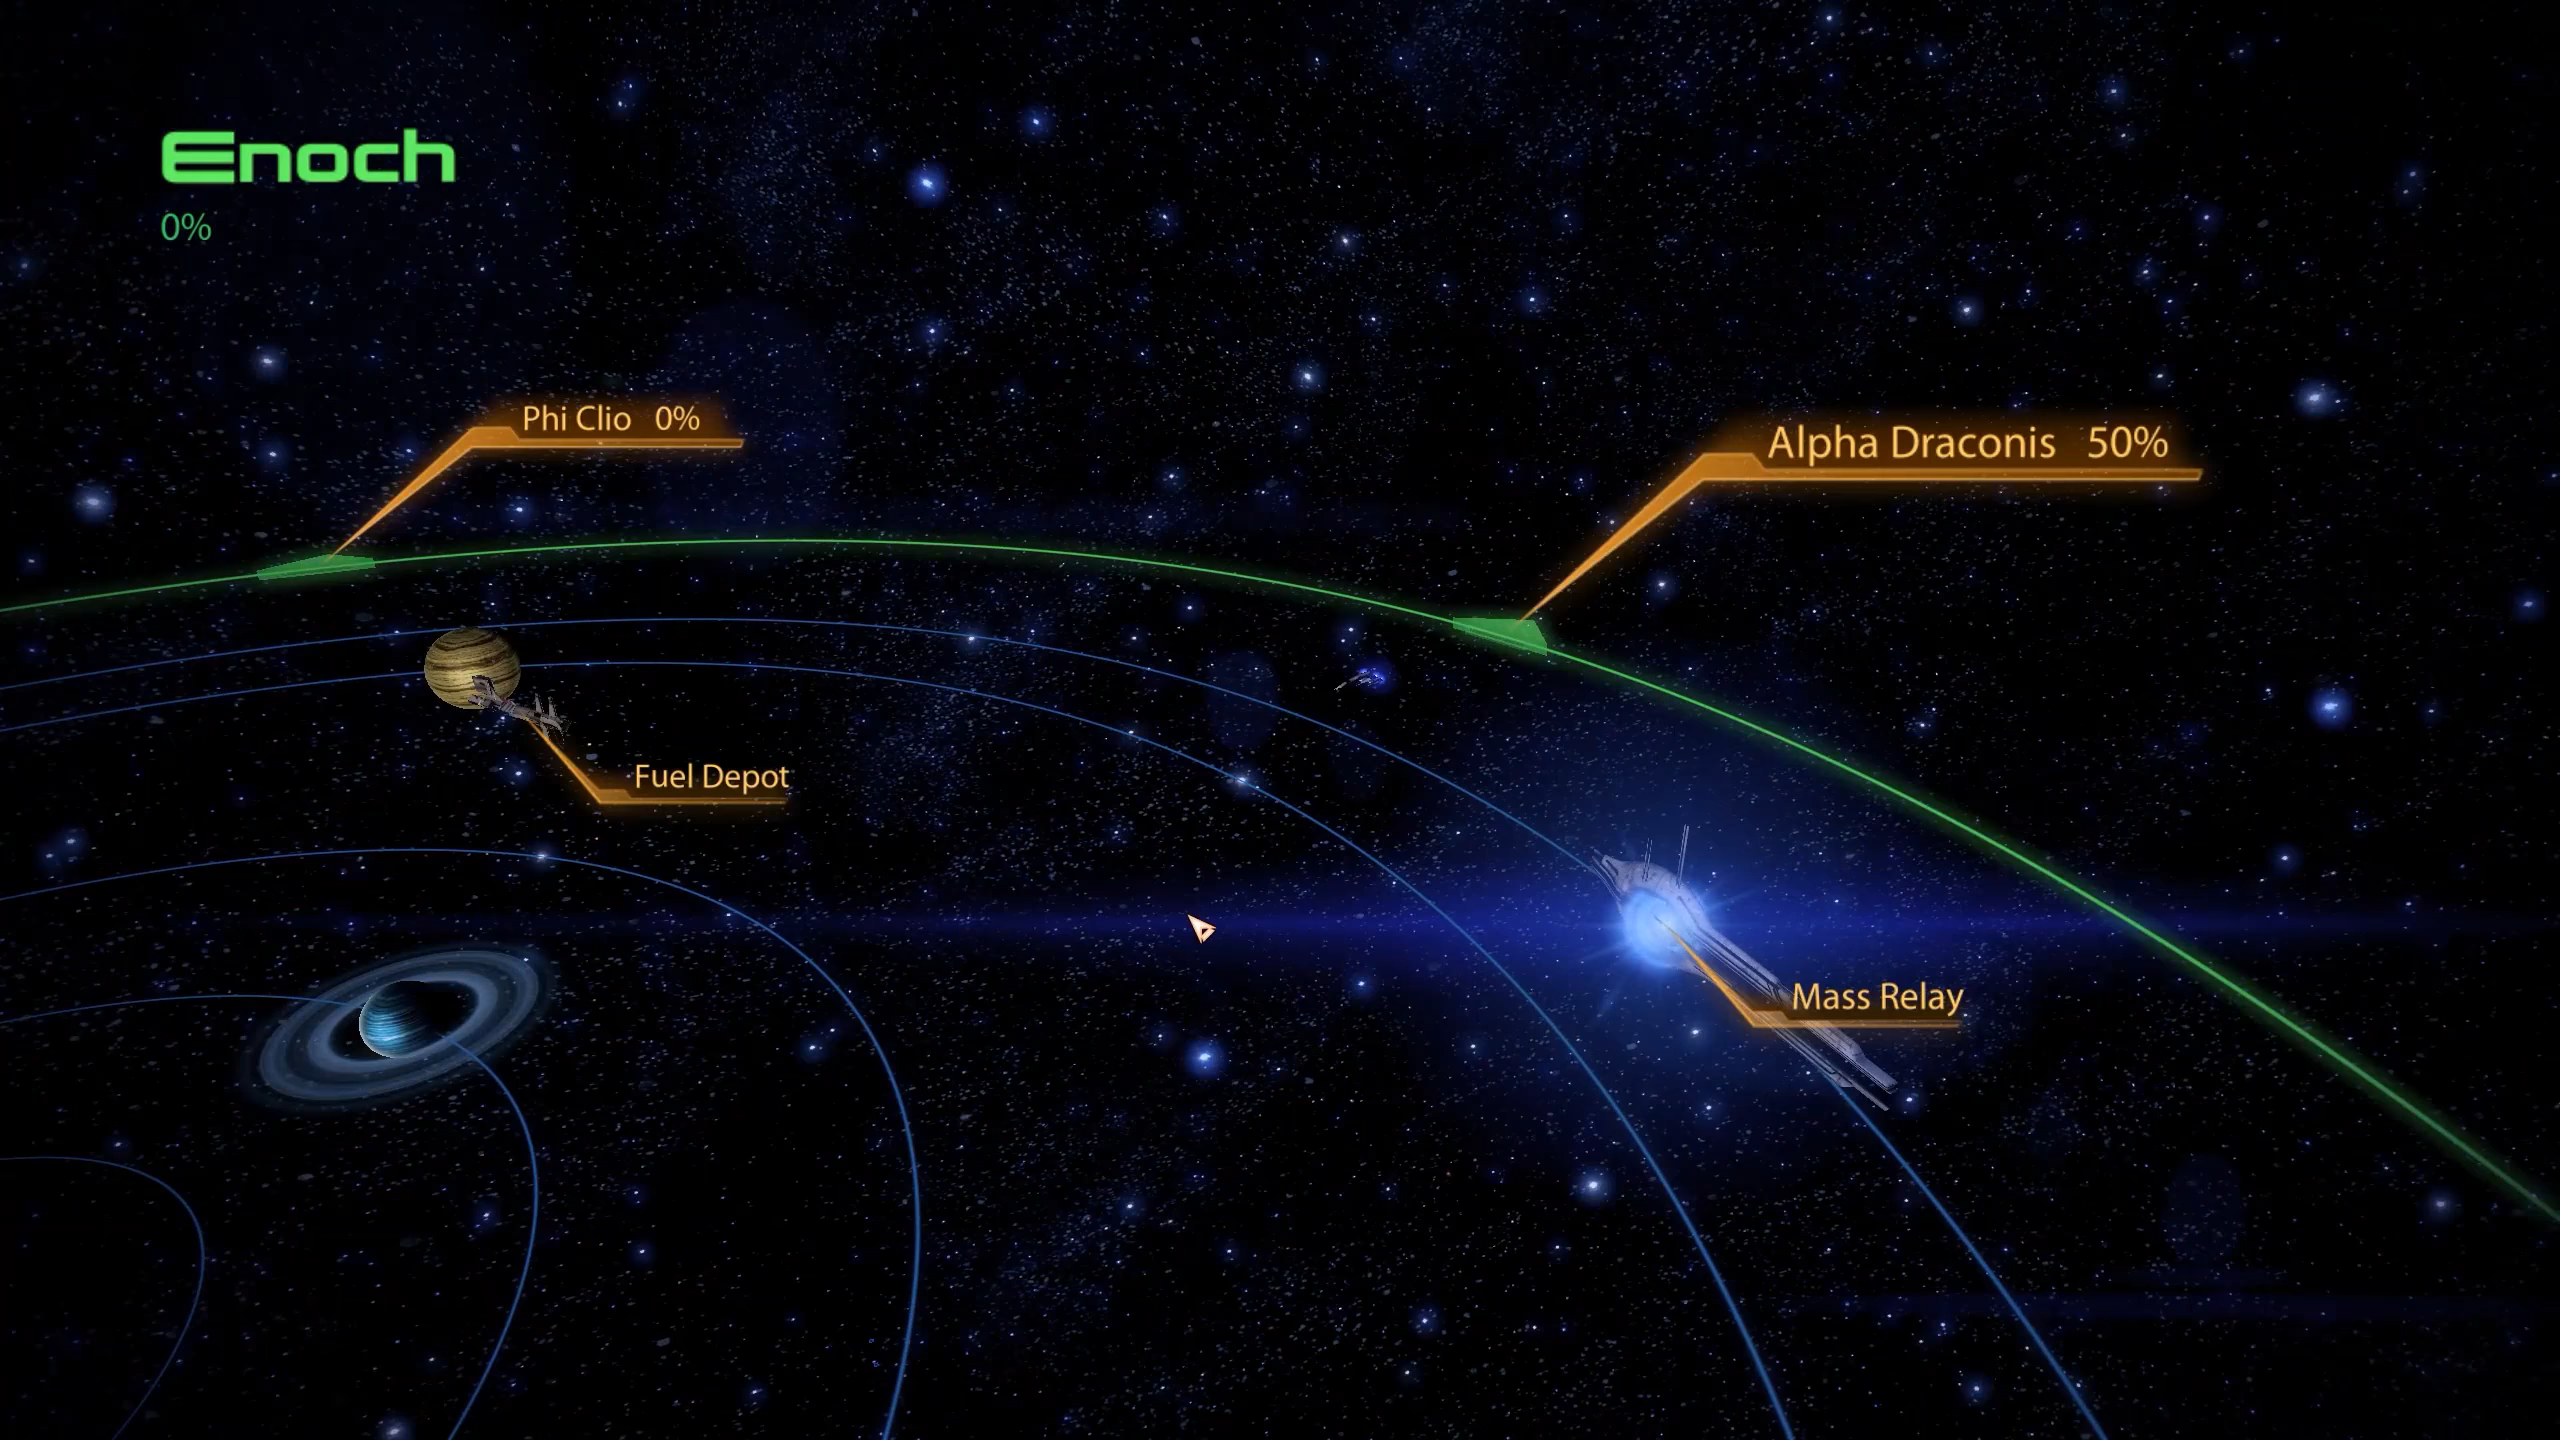 Enoch
0%
Phi Clio 0%
Alpha Draconis 50%
Fuel Depot
Mass Relay